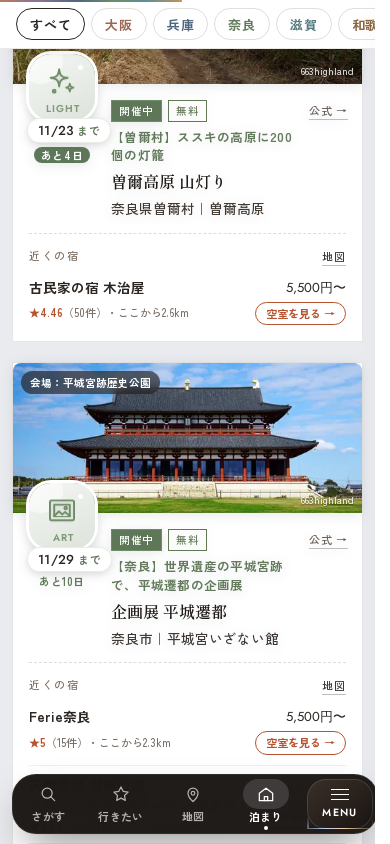 すべて 大阪 兵庫 奈良 滋賀 和歌
663highland
LIGHT
11/23 まで
あと4日
開催中 無料 公式 →
【曽爾村】ススキの高原に200
個の灯籠
曽爾高原 山灯り
奈良県曽爾村｜曽爾高原
近くの宿 地図
古民家の宿 木治屋 5,500円〜
★4.46（50件）・ここから2.6km 空室を見る →
会場：平城宮跡歴史公園
663highland
ART
11/29 まで
あと10日
開催中 無料 公式 →
【奈良】世界遺産の平城宮跡
で、平城遷都の企画展
企画展 平城遷都
奈良市｜平城宮いざない館
近くの宿 地図
Ferie奈良 5,500円〜
★5（15件）・ここから2.3km 空室を見る →
さがす 行きたい 地図 泊まり MENU